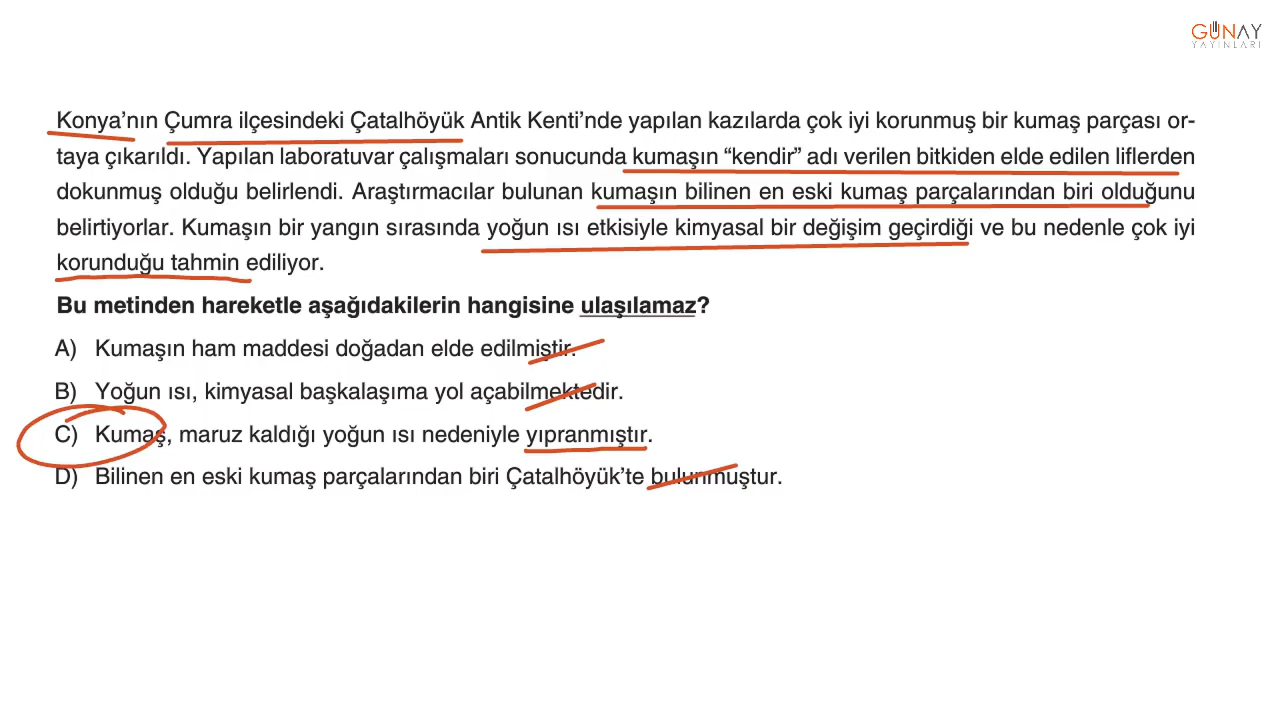 GÜNAY
YAYINLARI
Konya’nın Çumra ilçesindeki Çatalhöyük Antik Kenti’nde yapılan kazılarda çok iyi korunmuş bir kumaş parçası or-
taya çıkarıldı. Yapılan laboratuvar çalışmaları sonucunda kumaşın “kendir” adı verilen bitkiden elde edilen liflerden
dokunmuş olduğu belirlendi. Araştırmacılar bulunan kumaşın bilinen en eski kumaş parçalarından biri olduğunu
belirtiyorlar. Kumaşın bir yangın sırasında yoğun ısı etkisiyle kimyasal bir değişim geçirdiği ve bu nedenle çok iyi
korunduğu tahmin ediliyor.
Bu metinden hareketle aşağıdakilerin hangisine ulaşılamaz?
A) Kumaşın ham maddesi doğadan elde edilmiştir.
B) Yoğun ısı, kimyasal başkalaşıma yol açabilmektedir.
C) Kumaş, maruz kaldığı yoğun ısı nedeniyle yıpranmıştır.
D) Bilinen en eski kumaş parçalarından biri Çatalhöyük’te bulunmuştur.